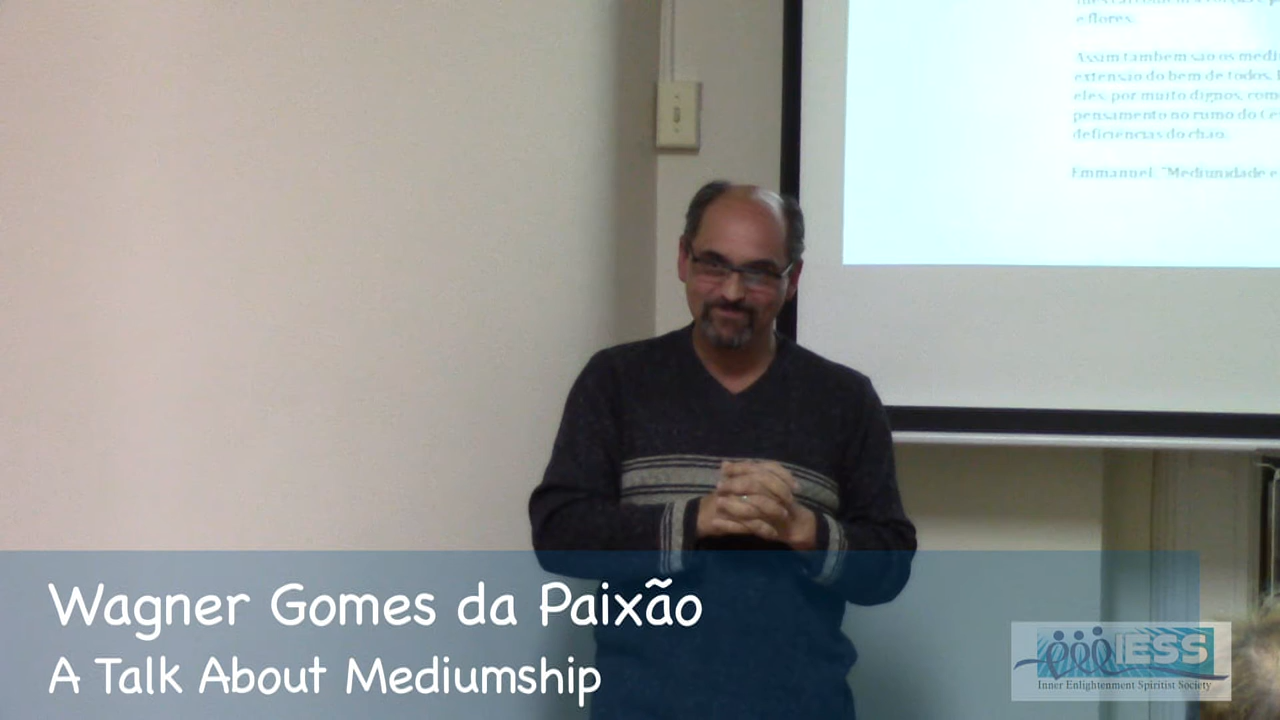 e flores.
Assim também são os medi
extensão do bem de todos.
eles, por muito dignos, com
pensamento no rumo do Ce
deficiências do chão.
Emmanuel. "Mediunidade e
Wagner Gomes da Paixão
A Talk About Mediumship
IESS
Inner Enlightenment Spiritist Society